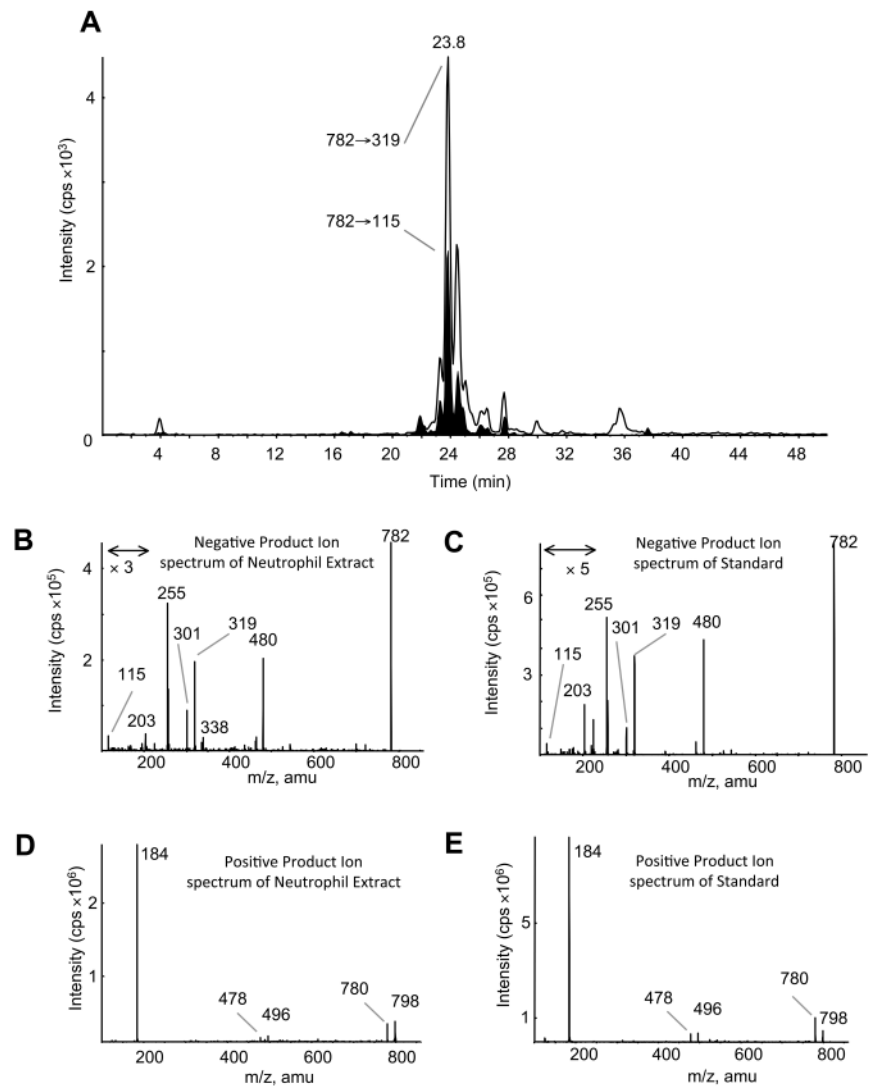 A
23.8
782→319
782→115
Intensity (cps ×10³)
4
2
0
4 8 12 16 20 24 28 32 36 40 44 48
Time (min)
B
Negative Product Ion
spectrum of Neutrophil Extract
× 3
782
255
301
319
480
115
203
338
Intensity (cps ×10⁵)
4
2
200 400 600 800
m/z, amu
C
Negative Product Ion
spectrum of Standard
× 5
782
255
301
319
480
115
203
Intensity (cps ×10⁵)
6
3
200 400 600 800
m/z, amu
D
Positive Product Ion
spectrum of Neutrophil Extract
184
478
496
780
798
Intensity (cps ×10⁶)
2
1
200 400 600 800
m/z, amu
E
Positive Product Ion
spectrum of Standard
184
478
496
780
798
Intensity (cps ×10⁶)
5
1
200 400 600 800
m/z, amu